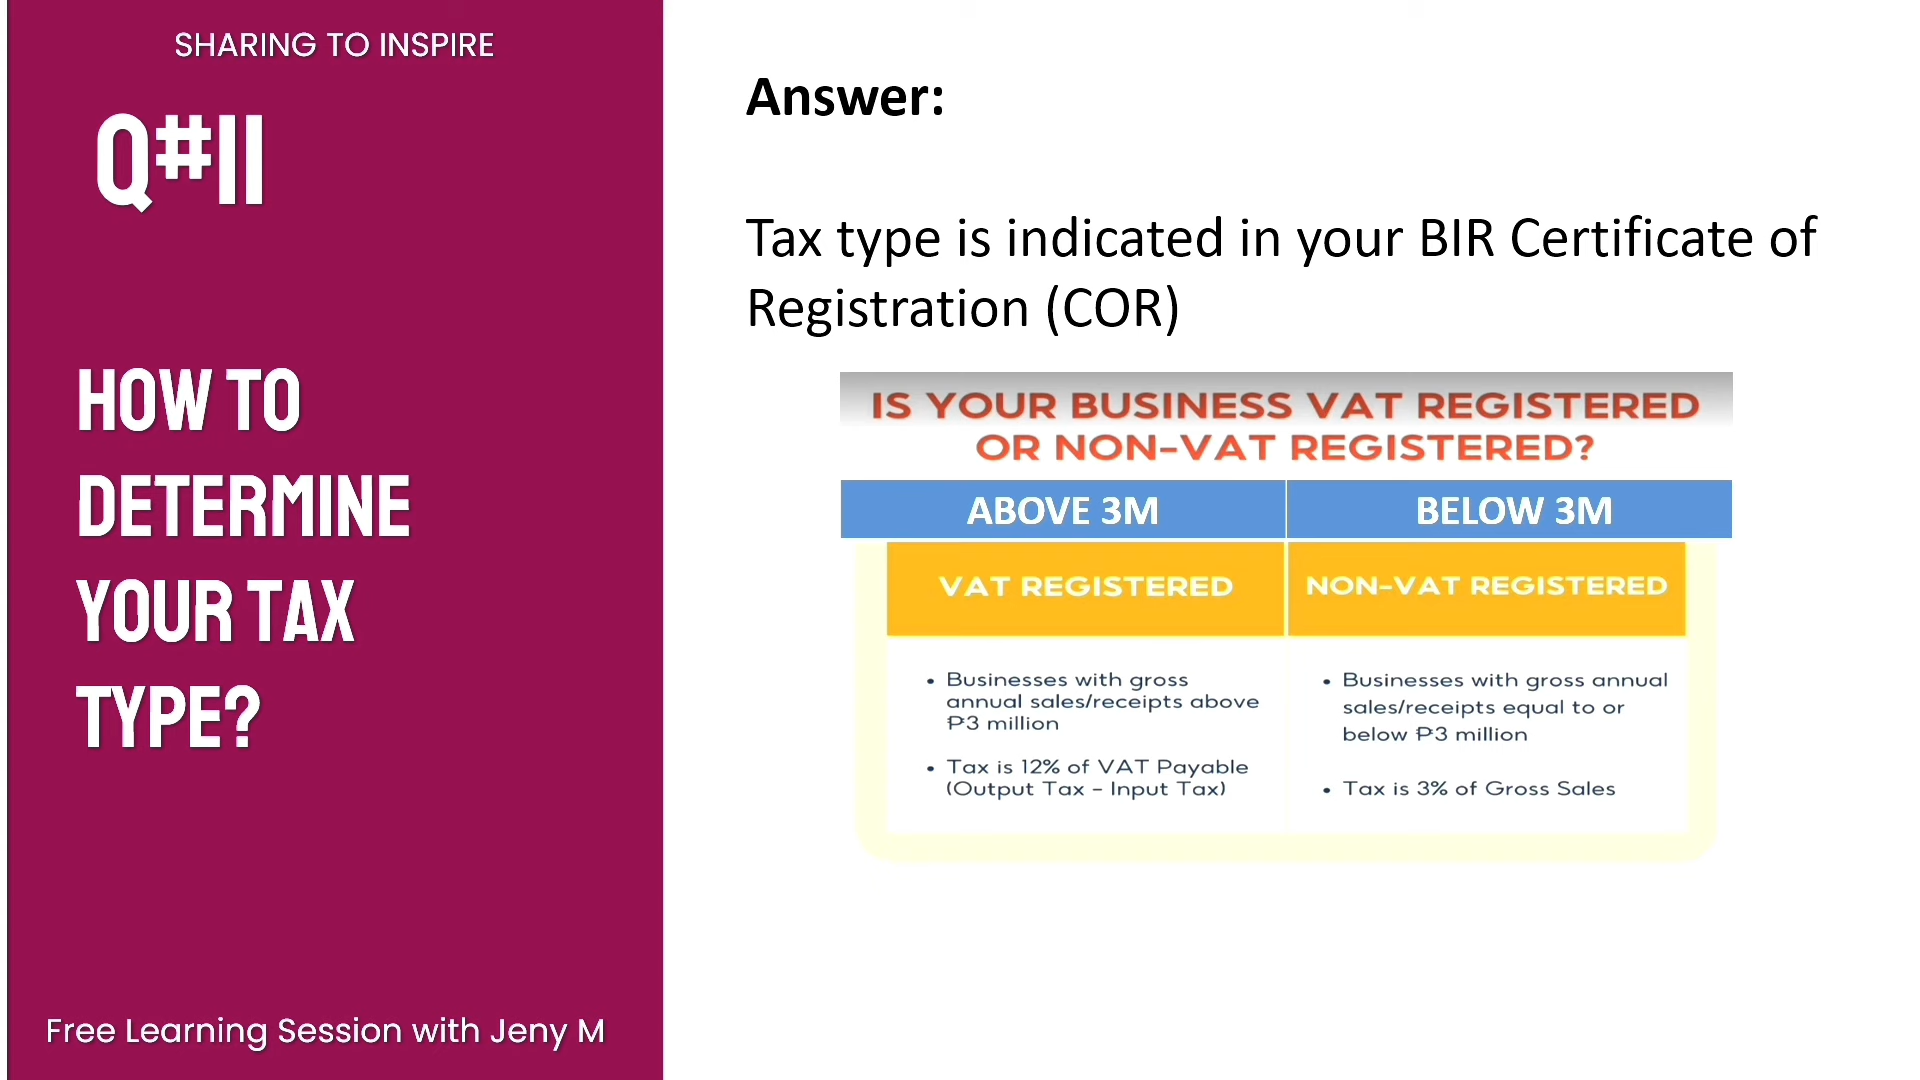 SHARING TO INSPIRE
Q#11
HOW TO
DETERMINE
YOUR TAX
TYPE?
Free Learning Session with Jeny M
Answer:
Tax type is indicated in your BIR Certificate of
Registration (COR)
IS YOUR BUSINESS VAT REGISTERED
OR NON-VAT REGISTERED?
ABOVE 3M
BELOW 3M
VAT REGISTERED
NON-VAT REGISTERED
• Businesses with gross
annual sales/receipts above
₱3 million
• Tax is 12% of VAT Payable
(Output Tax - Input Tax)
• Businesses with gross annual
sales/receipts equal to or
below ₱3 million
• Tax is 3% of Gross Sales